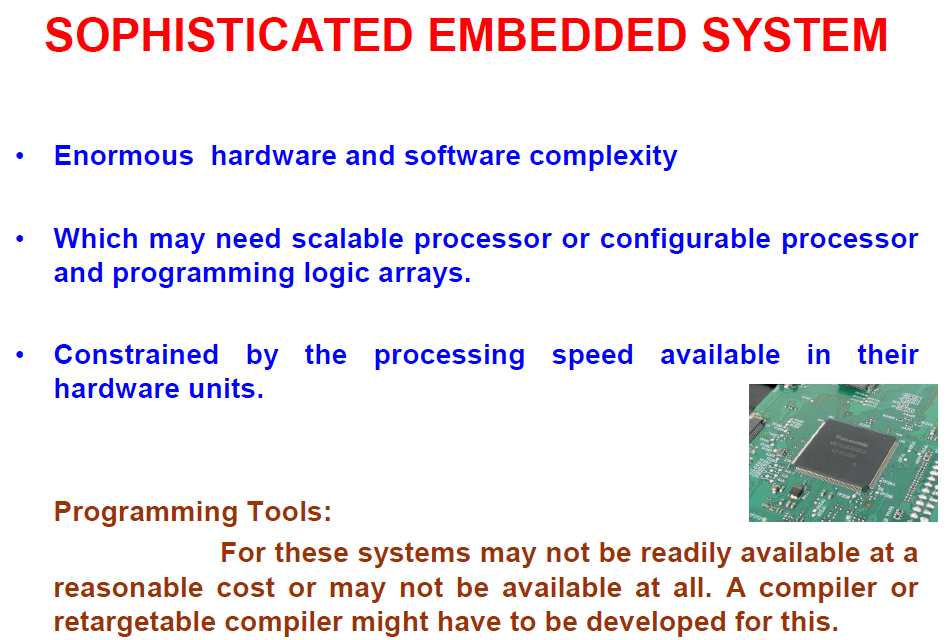 SOPHISTICATED EMBEDDED SYSTEM
• Enormous hardware and software complexity
• Which may need scalable processor or configurable processor
and programming logic arrays.
• Constrained by the processing speed available in their
hardware units.
Panasonic
Programming Tools:
For these systems may not be readily available at a
reasonable cost or may not be available at all. A compiler or
retargetable compiler might have to be developed for this.